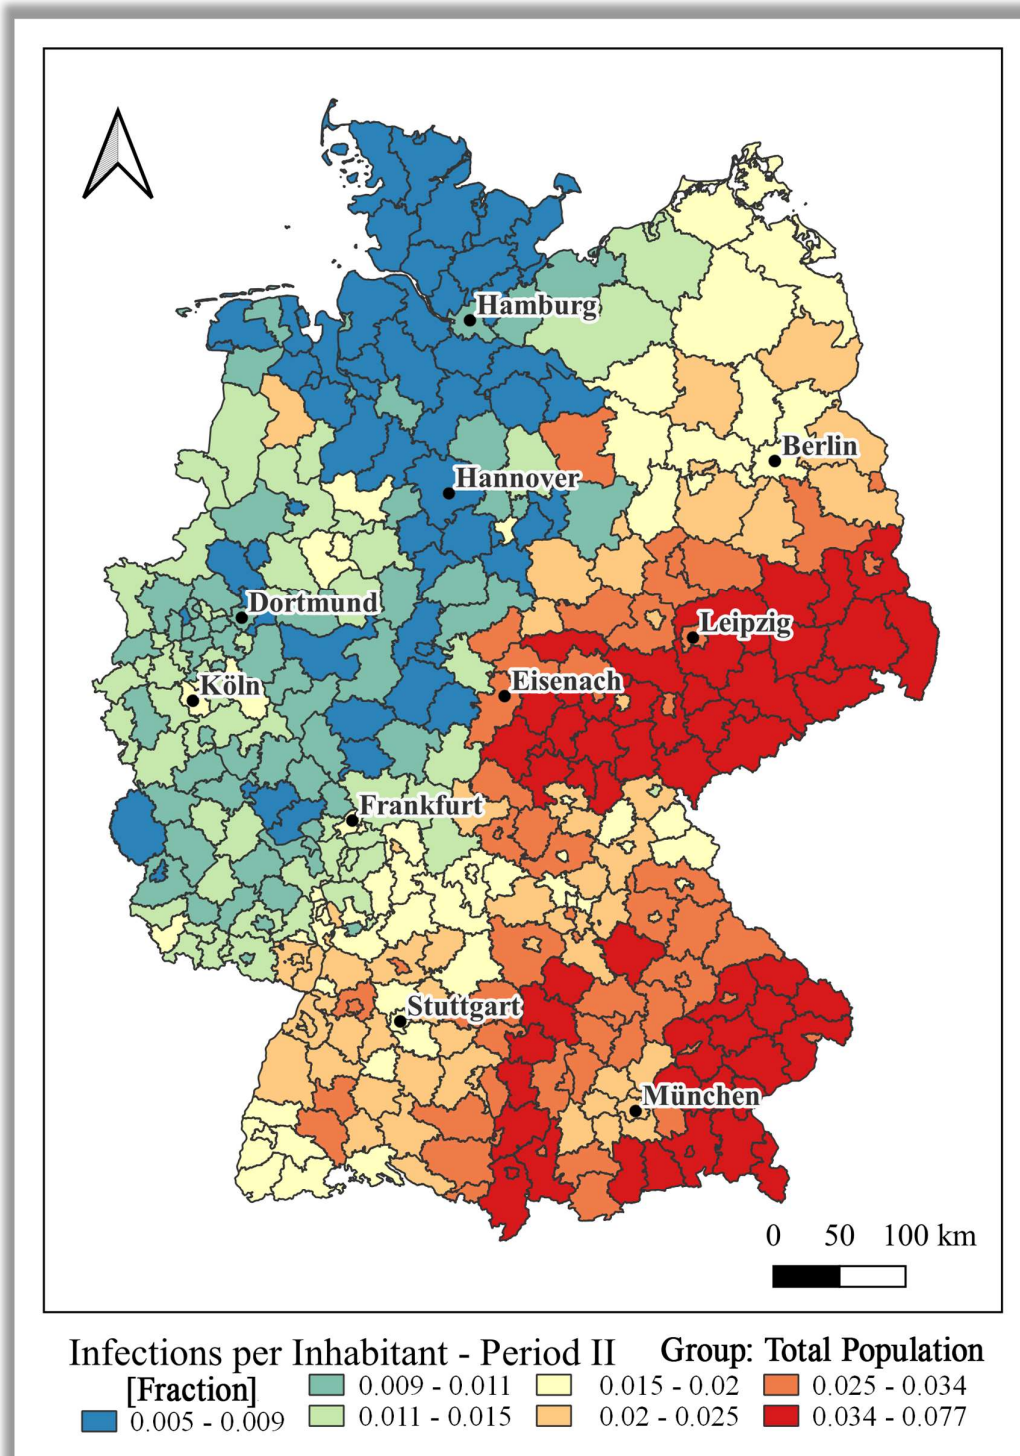 Hamburg
Berlin
Hannover
Dortmund
Leipzig
Köln
Eisenach
Frankfurt
Stuttgart
München
0 50 100 km
Infections per Inhabitant - Period II Group: Total Population
[Fraction] 0.009 - 0.011 0.015 - 0.02 0.025 - 0.034
0.005 - 0.009 0.011 - 0.015 0.02 - 0.025 0.034 - 0.077